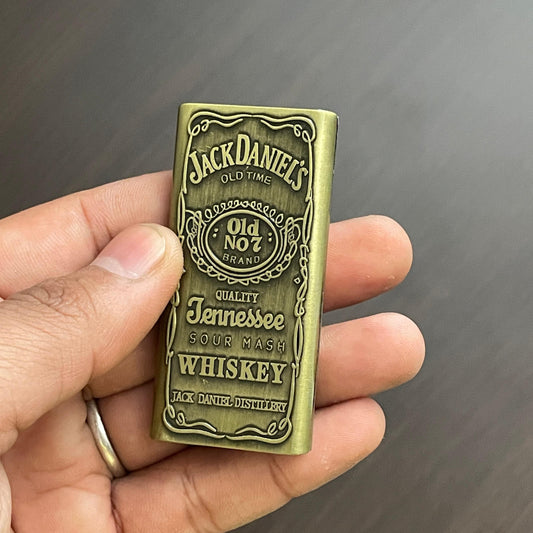 JACK DANIEL'S
OLD TIME
Old
No7
BRAND
QUALITY
Tennessee
SOUR MASH
WHISKEY
JACK DANIEL DISTILLERY